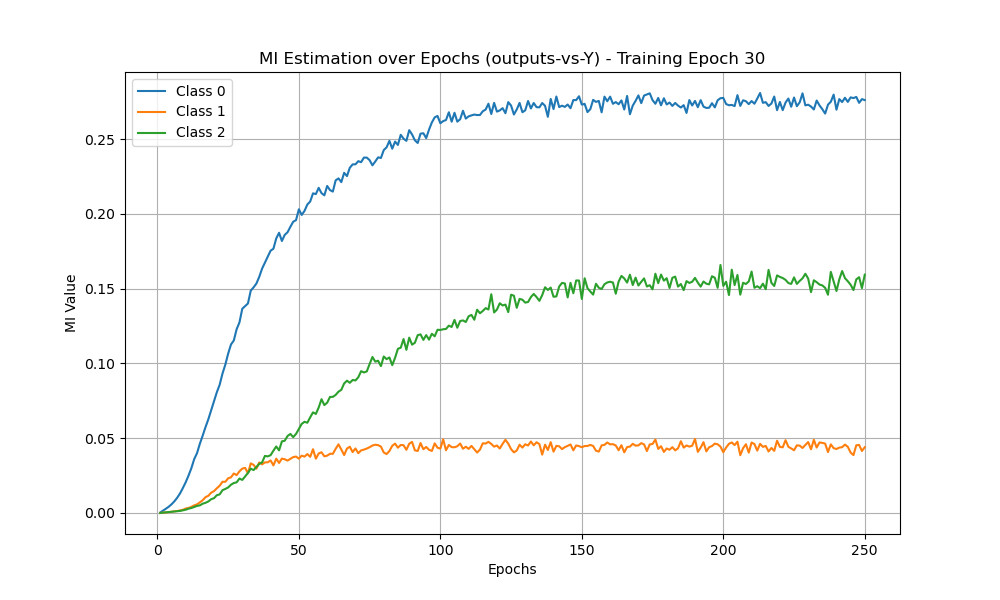 MI Estimation over Epochs (outputs-vs-Y) - Training Epoch 30
Class 0
Class 1
Class 2
MI Value
0.25
0.20
0.15
0.10
0.05
0.00
0
50
100
150
200
250
Epochs